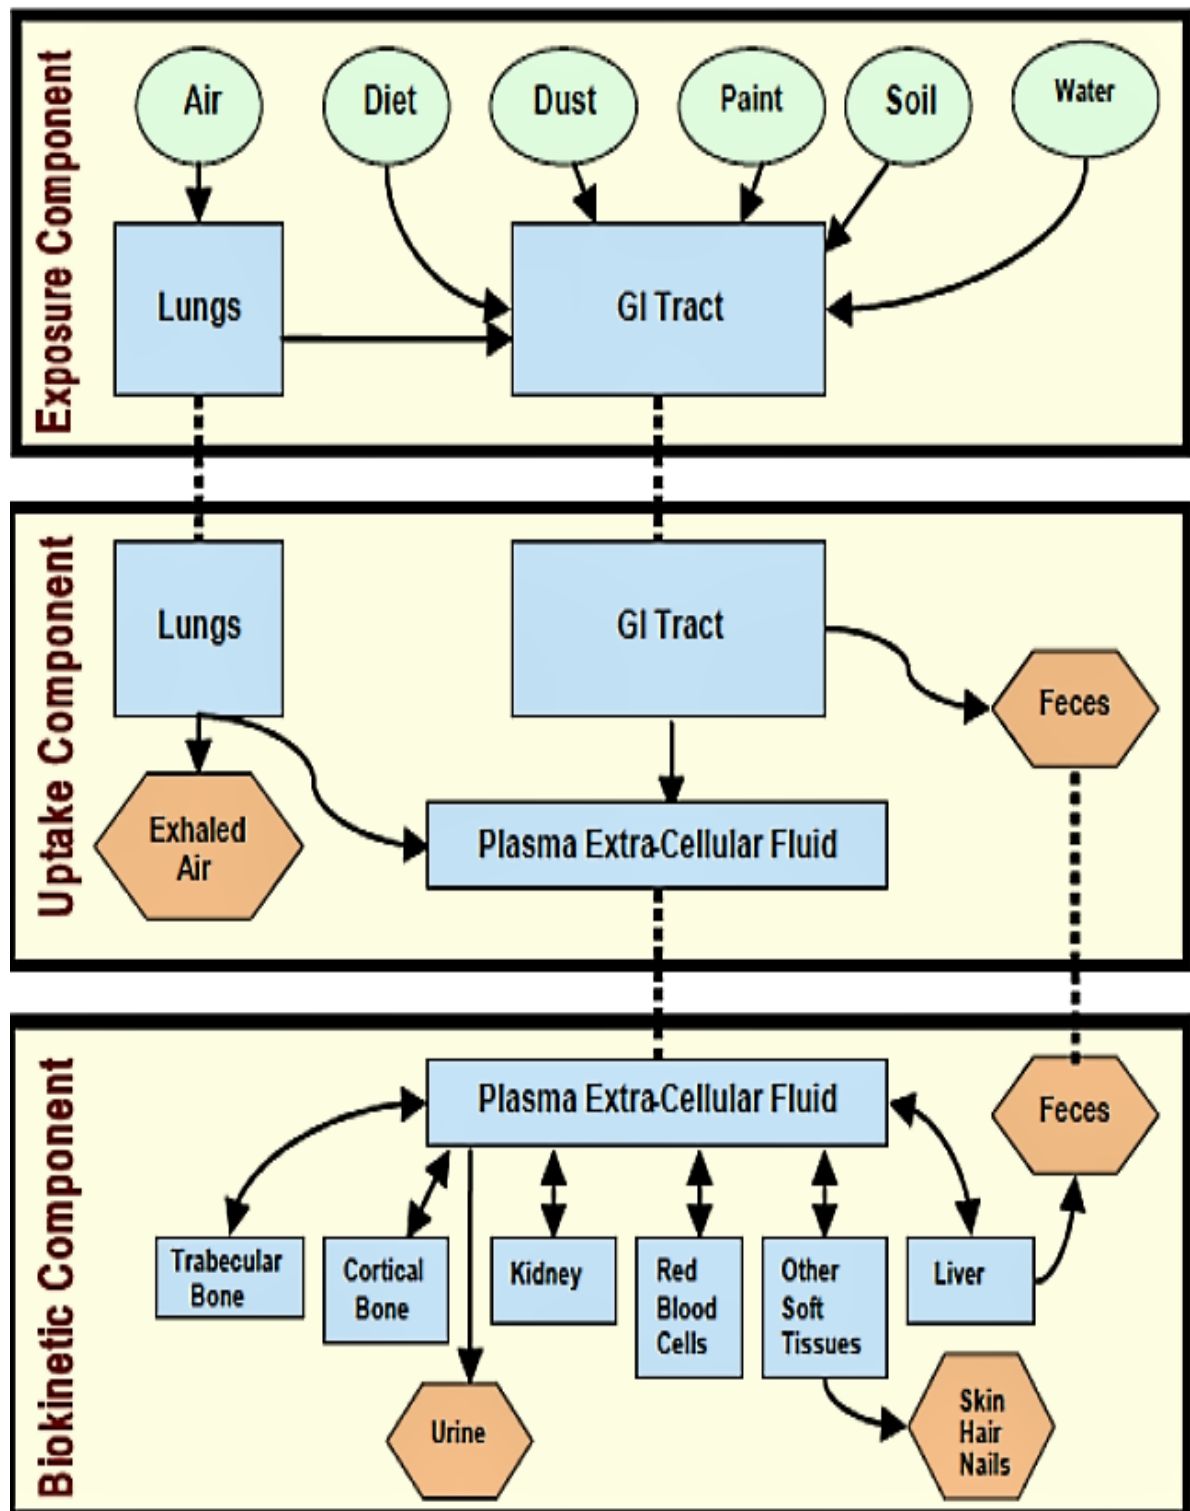 Exposure Component
Air
Diet
Dust
Paint
Soil
Water
Lungs
GI Tract
Uptake Component
Lungs
GI Tract
Feces
Exhaled
Air
Plasma Extra-Cellular Fluid
Biokinetic Component
Plasma Extra-Cellular Fluid
Feces
Trabecular
Bone
Cortical
Bone
Kidney
Red
Blood
Cells
Other
Soft
Tissues
Liver
Urine
Skin
Hair
Nails